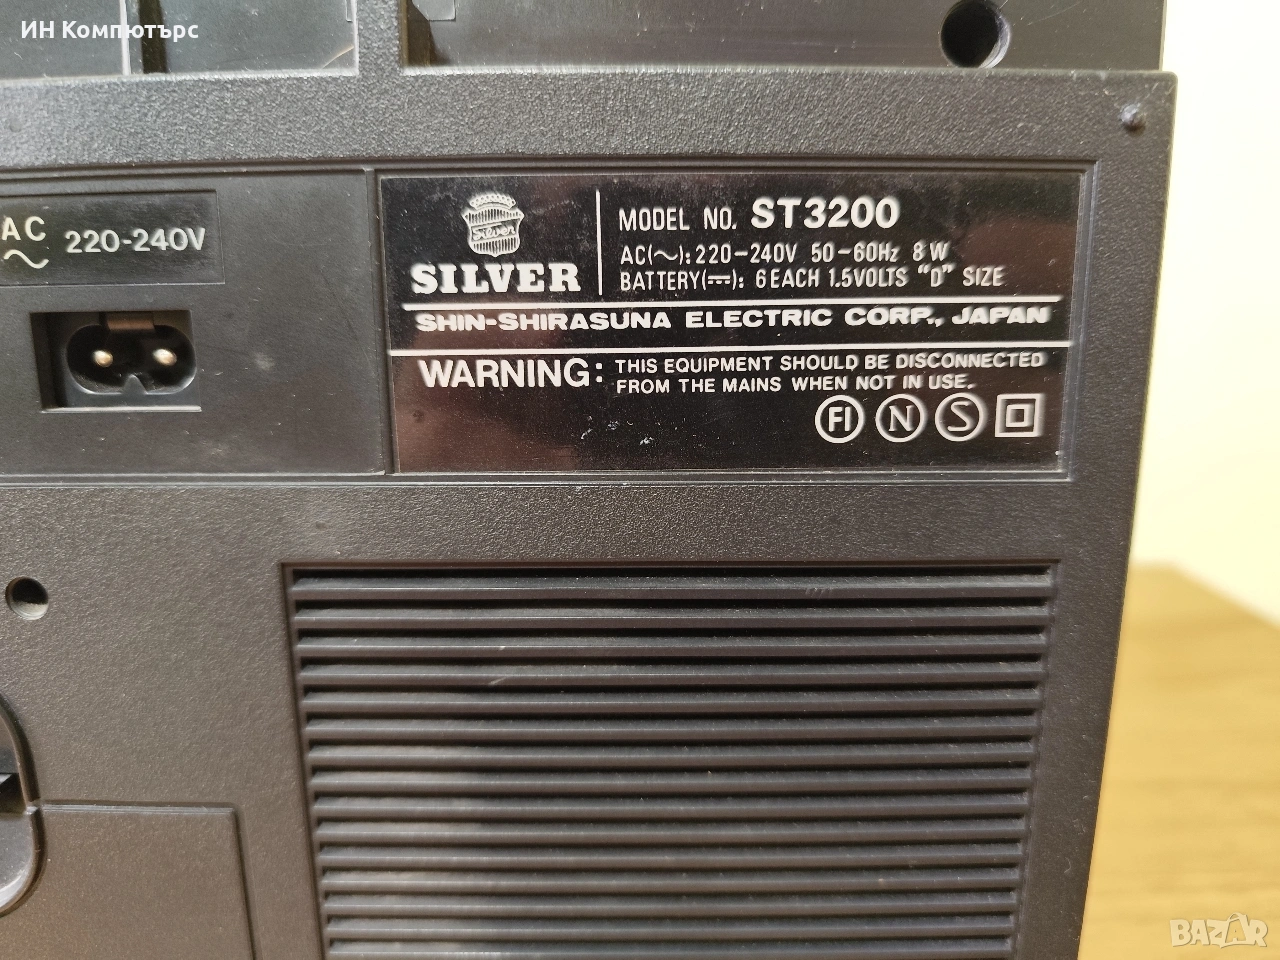 ИН Компютърс
AC
∼
220-240V
Silver
SILVER
MODEL NO. ST3200
AC(∼): 220-240V 50-60Hz 8W
BATTERY(⎓): 6 EACH 1.5VOLTS "D" SIZE
SHIN-SHIRASUNA ELECTRIC CORP., JAPAN
WARNING: THIS EQUIPMENT SHOULD BE DISCONNECTED
FROM THE MAINS WHEN NOT IN USE.
FI N S
BAZAR